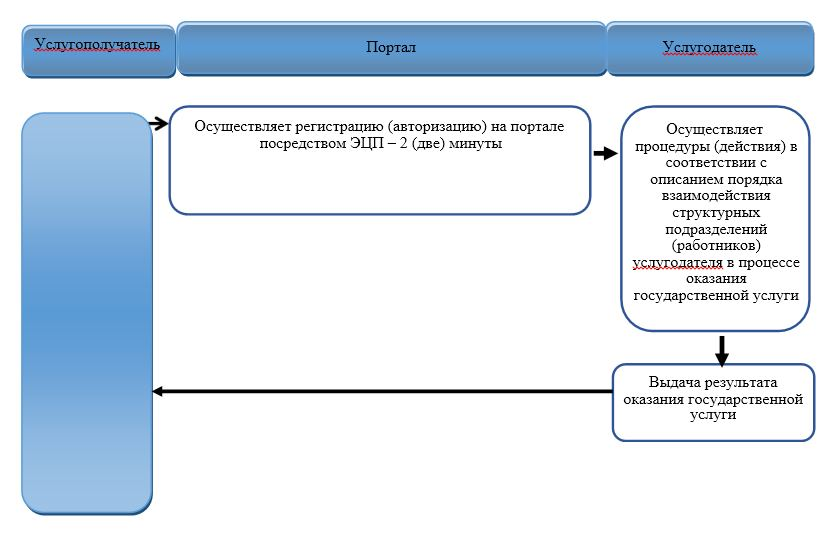 Услугополучатель
Портал
Услугодатель
Осуществляет регистрацию (авторизацию) на портале
посредством ЭЦП – 2 (две) минуты
Осуществляет
процедуры (действия) в
соответствии с
описанием порядка
взаимодействия
структурных
подразделений
(работников)
услугодателя в процессе
оказания
государственной услуги
Выдача результата
оказания государственной
услуги